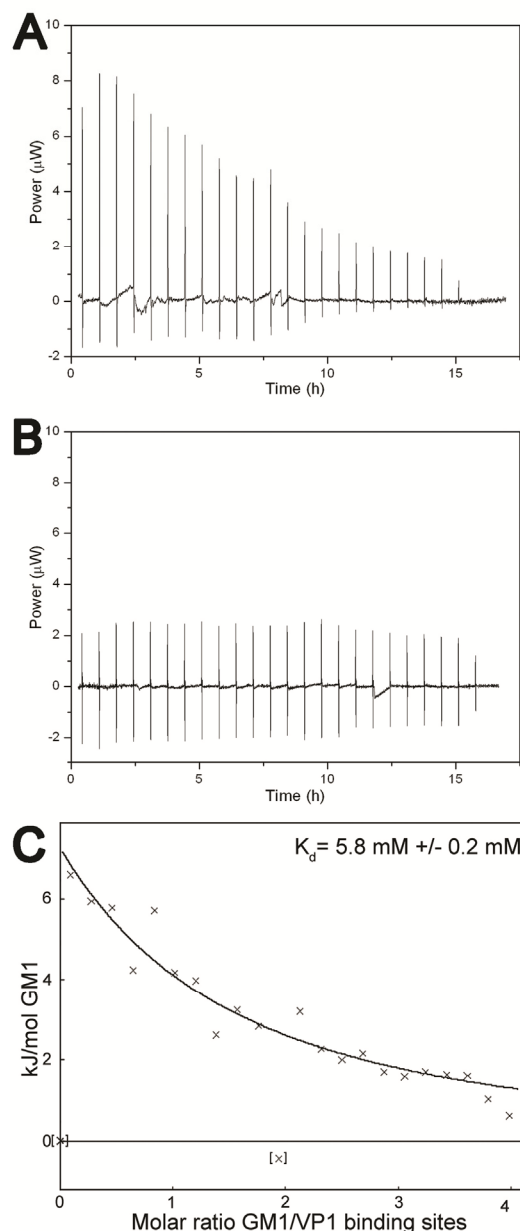 A
10
8
6
4
2
0
-2
Power (μW)
0 5 10 15
Time (h)
B
10
8
6
4
2
0
-2
Power (μW)
0 5 10 15
Time (h)
C
K_d= 5.8 mM +/- 0.2 mM
6
4
2
0[×]
[×]
kJ/mol GM1
0 1 2 3 4
Molar ratio GM1/VP1 binding sites